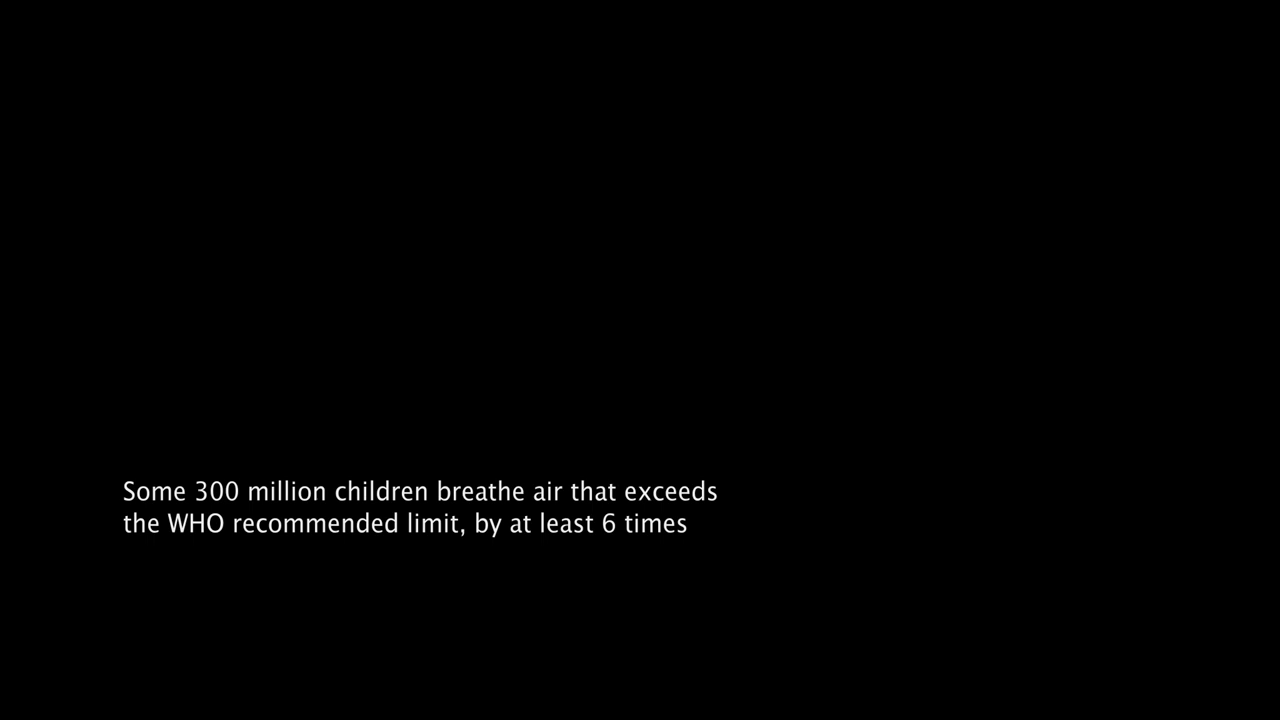 Some 300 million children breathe air that exceeds
the WHO recommended limit, by at least 6 times